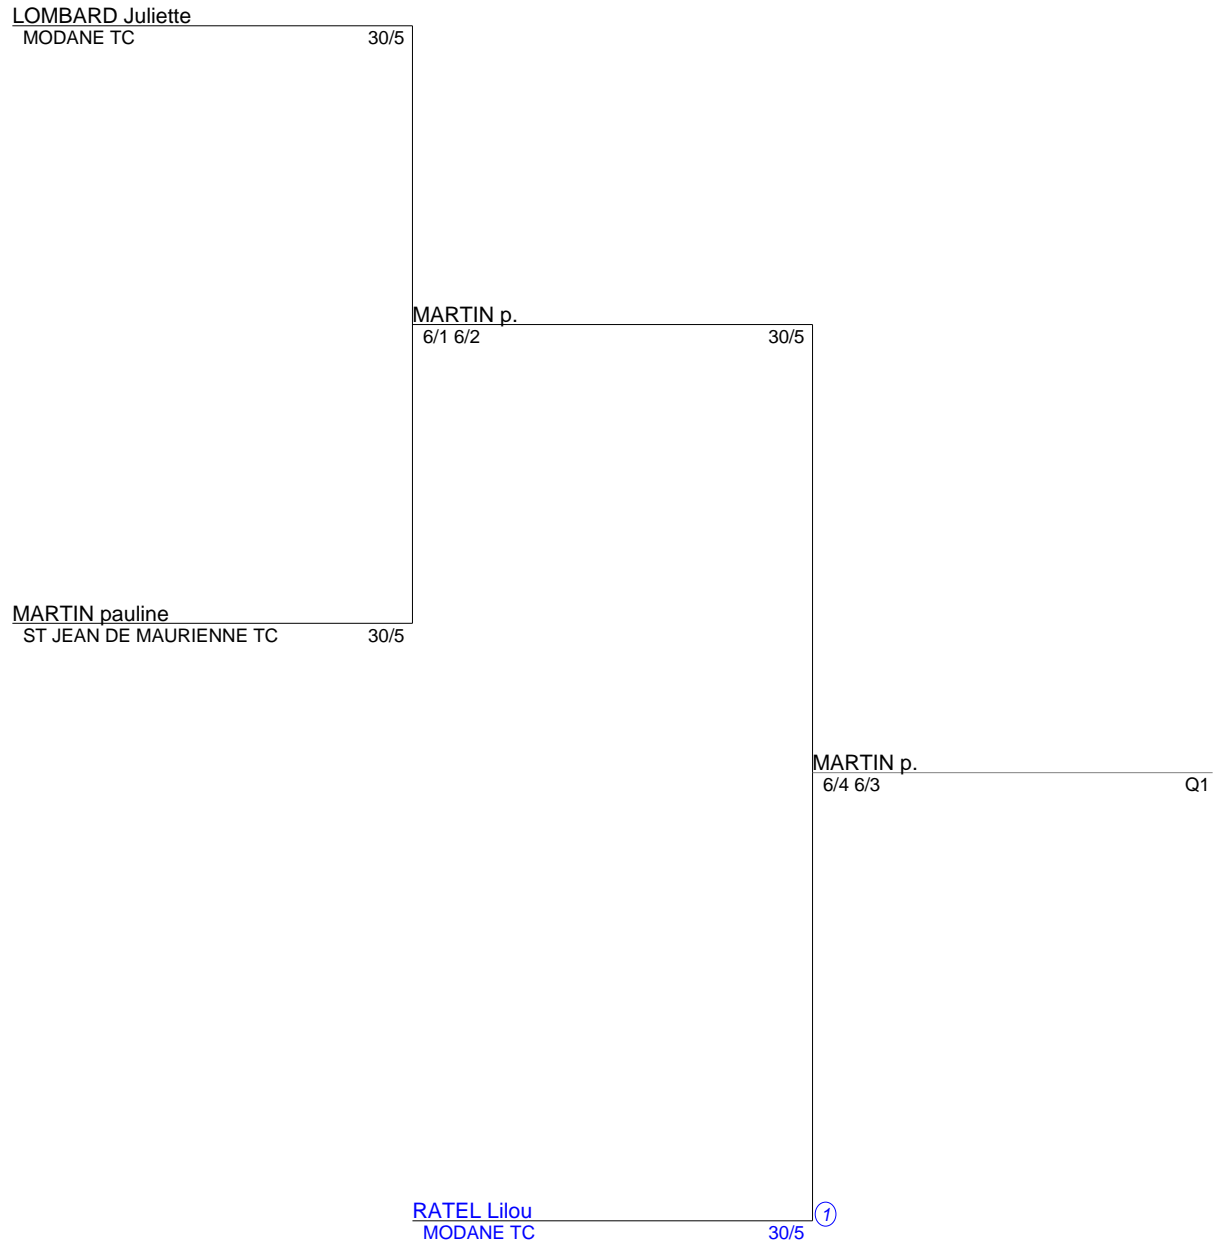 LOMBARD Juliette
MODANE TC 30/5
MARTIN p.
6/1 6/2 30/5
MARTIN pauline
ST JEAN DE MAURIENNE TC 30/5
MARTIN p.
6/4 6/3 Q1
RATEL Lilou 1
MODANE TC 30/5